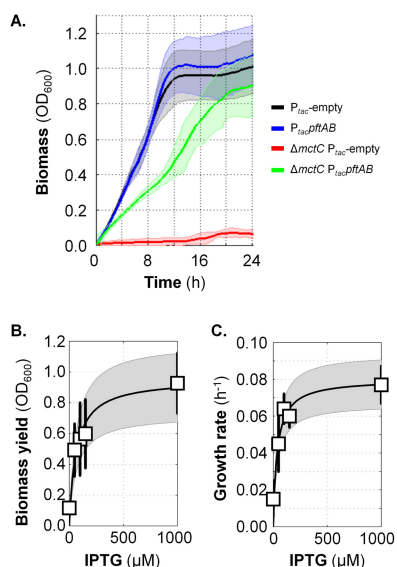 A.
Biomass (OD600)
1.2
1.0
0.8
0.6
0.4
0.2
0.0
0 8 16 24
Time (h)
Ptac-empty
PtacpftAB
ΔmctC Ptac-empty
ΔmctC PtacpftAB
B.
Biomass yield (OD600)
1.2
1.0
0.8
0.6
0.4
0.2
0.0
0 500 1000
IPTG (µM)
C.
Growth rate (h-1)
0.10
0.08
0.06
0.04
0.02
0.00
0 500 1000
IPTG (µM)